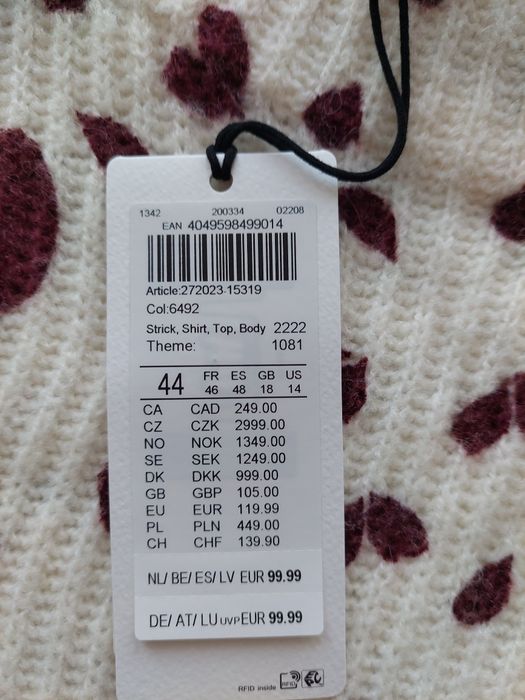 1342 200334 02208
EAN 4049598499014
Article:272023-15319
Col:6492
Strick, Shirt, Top, Body 2222
Theme: 1081
44 FR ES GB US
46 48 18 14
CA CAD 249.00
CZ CZK 2999.00
NO NOK 1349.00
SE SEK 1249.00
DK DKK 999.00
GB GBP 105.00
EU EUR 119.99
PL PLN 449.00
CH CHF 139.90
NL/ BE/ ES/ LV EUR 99.99
DE/ AT/ LU UVP EUR 99.99
RFID inside RFID